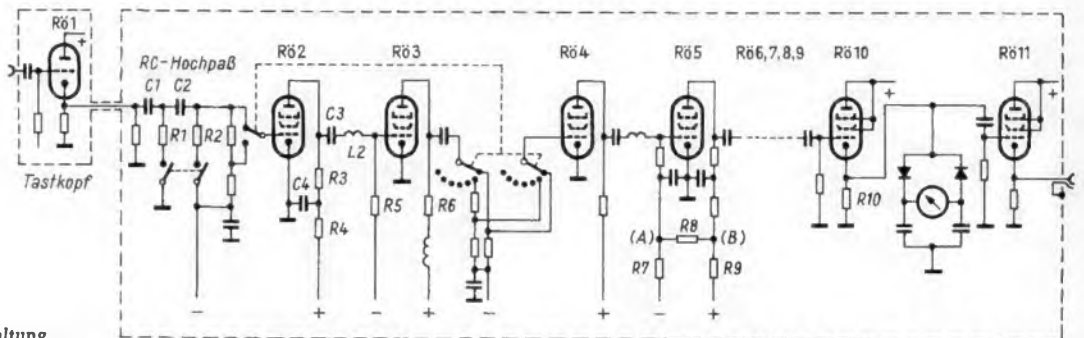 Rö1
Rö2
Rö3
Rö4
Rö5
Rö6, 7, 8, 9
Rö10
Rö11
+
RC-Hochpaß
C1
C2
R1
R2
Tastkopf
C3
L2
C4
R3
R4
R5
R6
(A)
R8
(B)
R7
R9
R10
+
+
−
+
−
+
−
+
−
+
altung